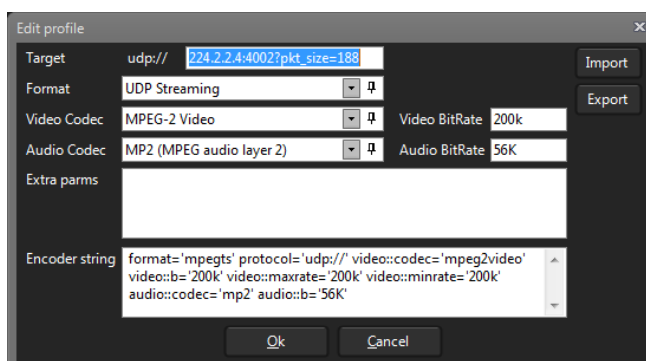 Edit profile x
Target udp:// 224.2.2.4:4002?pkt_size=188 Import
Format UDP Streaming Export
Video Codec MPEG-2 Video Video BitRate 200k
Audio Codec MP2 (MPEG audio layer 2) Audio BitRate 56K
Extra parms
Encoder string format='mpegts' protocol='udp://' video::codec='mpeg2video'
video::b='200k' video::maxrate='200k' video::minrate='200k'
audio::codec='mp2' audio::b='56K'
Ok Cancel